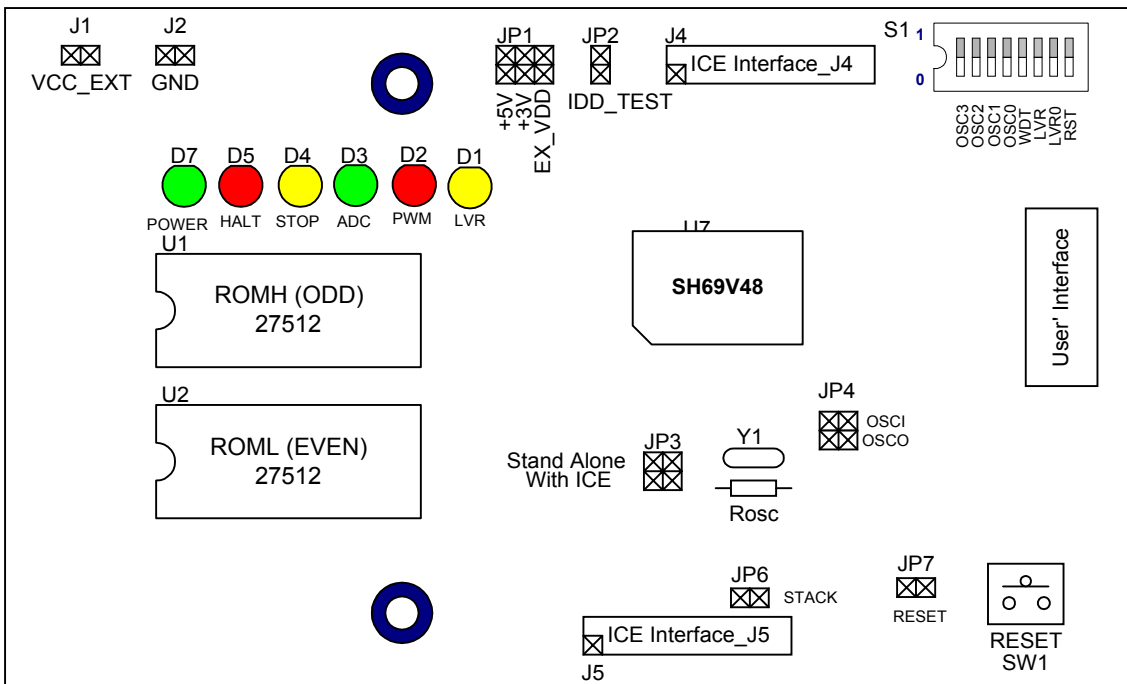 J1
VCC_EXT
J2
GND
JP1
+5V
+3V
EX_VDD
JP2
IDD_TEST
J4
ICE Interface_J4
S1
1
0
OSC3
OSC2
OSC1
OSC0
WDT
LVR
LVR0
RST
D7
D5
D4
D3
D2
D1
POWER
HALT
STOP
ADC
PWM
LVR
U1
ROMH (ODD)
27512
U7
SH69V48
User' Interface
U2
ROML (EVEN)
27512
JP4
OSCI
OSCO
Stand Alone
With ICE
JP3
Y1
Rosc
JP6
STACK
JP7
RESET
ICE Interface_J5
J5
RESET
SW1